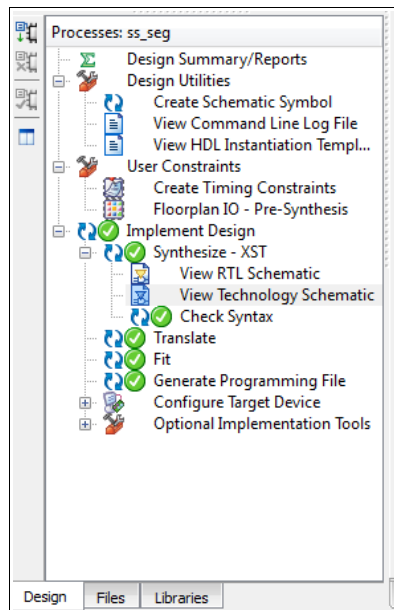 Processes: ss_seg
Design Summary/Reports
Design Utilities
Create Schematic Symbol
View Command Line Log File
View HDL Instantiation Templ...
User Constraints
Create Timing Constraints
Floorplan IO - Pre-Synthesis
Implement Design
Synthesize - XST
View RTL Schematic
View Technology Schematic
Check Syntax
Translate
Fit
Generate Programming File
Configure Target Device
Optional Implementation Tools
Design Files Libraries